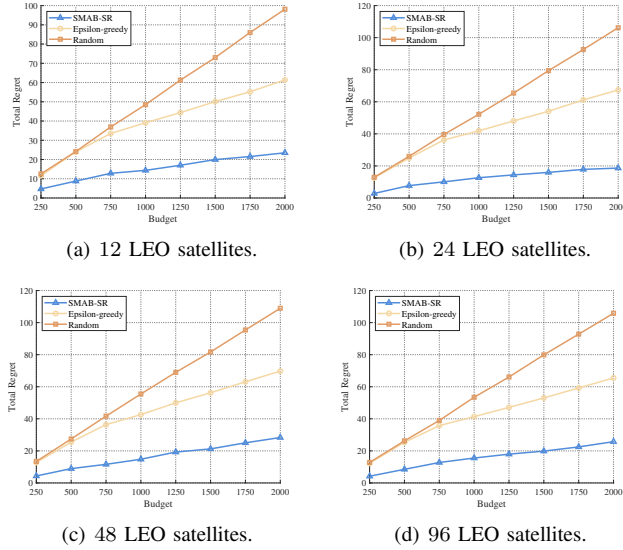 100
90
80
70
60
50
40
30
20
10
0
Total Regret
SMAB-SR
Epsilon-greedy
Random
250 500 750 1000 1250 1500 1750 2000
Budget
(a) 12 LEO satellites.
120
100
80
60
40
20
0
Total Regret
SMAB-SR
Epsilon-greedy
Random
250 500 750 1000 1250 1500 1750 2000
Budget
(b) 24 LEO satellites.
120
100
80
60
40
20
0
Total Regret
SMAB-SR
Epsilon-greedy
Random
250 500 750 1000 1250 1500 1750 2000
Budget
(c) 48 LEO satellites.
120
100
80
60
40
20
0
Total Regret
SMAB-SR
Epsilon-greedy
Random
250 500 750 1000 1250 1500 1750 2000
Budget
(d) 96 LEO satellites.